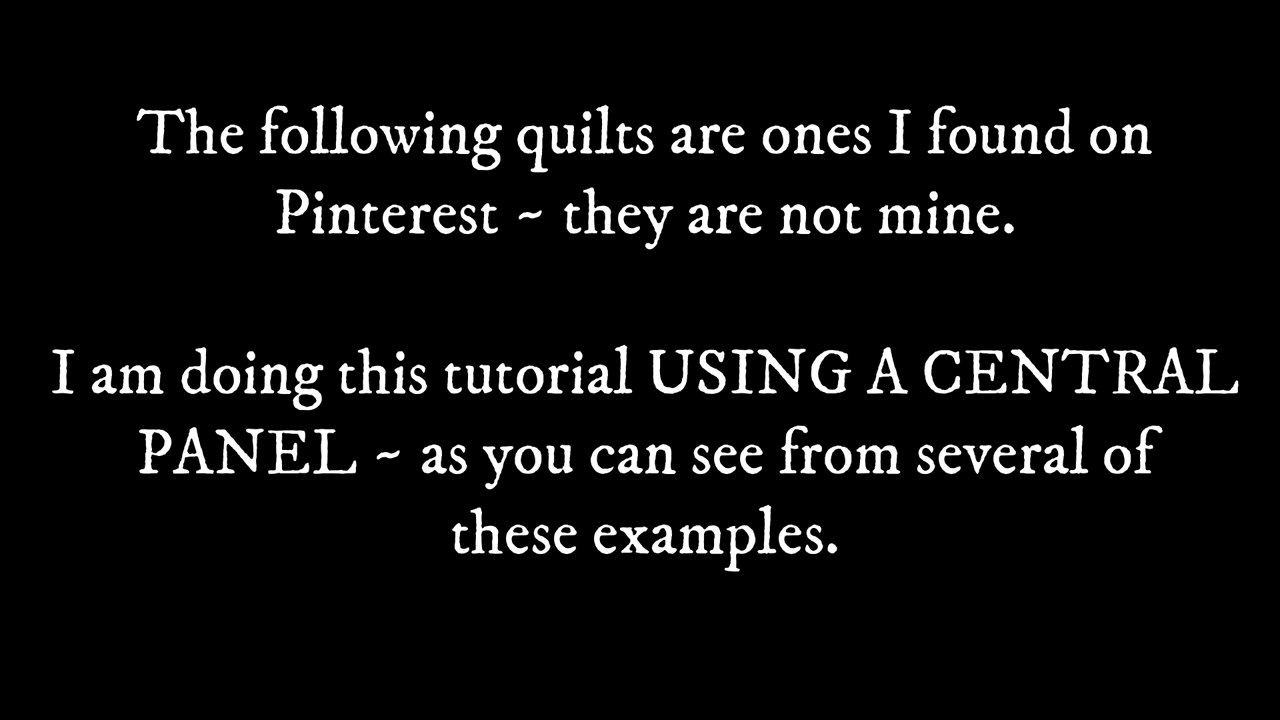 The following quilts are ones I found on
Pinterest ~ they are not mine.
I am doing this tutorial USING A CENTRAL
PANEL ~ as you can see from several of
these examples.